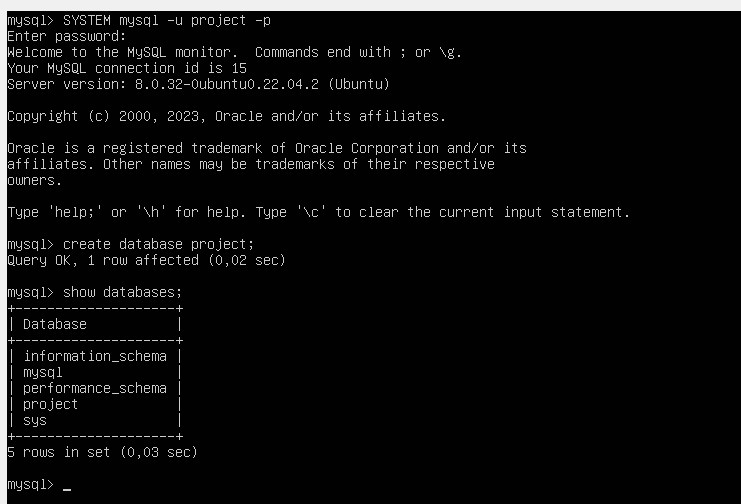 mysql> SYSTEM mysql -u project -p
Enter password:
Welcome to the MySQL monitor.  Commands end with ; or \g.
Your MySQL connection id is 15
Server version: 8.0.32-0ubuntu0.22.04.2 (Ubuntu)
Copyright (c) 2000, 2023, Oracle and/or its affiliates.
Oracle is a registered trademark of Oracle Corporation and/or its
affiliates. Other names may be trademarks of their respective
owners.
Type 'help;' or '\h' for help. Type '\c' to clear the current input statement.
mysql> create database project;
Query OK, 1 row affected (0,02 sec)
mysql> show databases;
+--------------------+
| Database           |
+--------------------+
| information_schema |
| mysql              |
| performance_schema |
| project            |
| sys                |
+--------------------+
5 rows in set (0,03 sec)
mysql> _